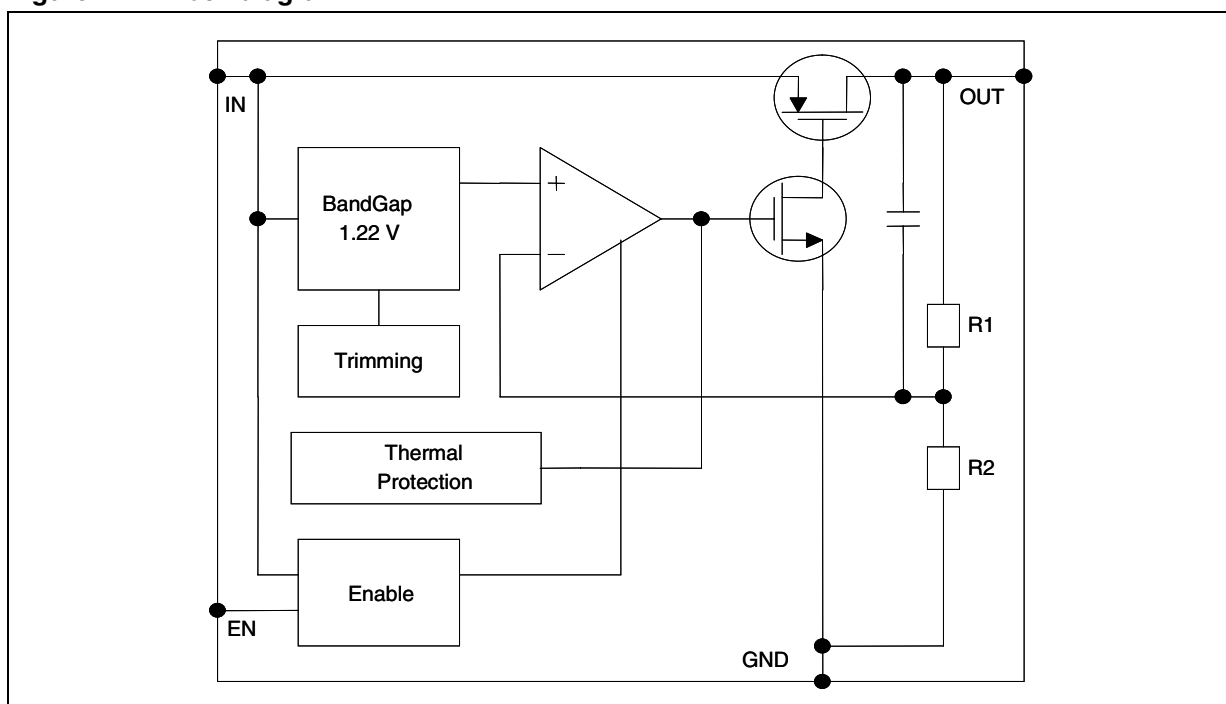 IN
OUT
BandGap
1.22 V
+
−
R1
Trimming
Thermal
Protection
R2
Enable
EN
GND